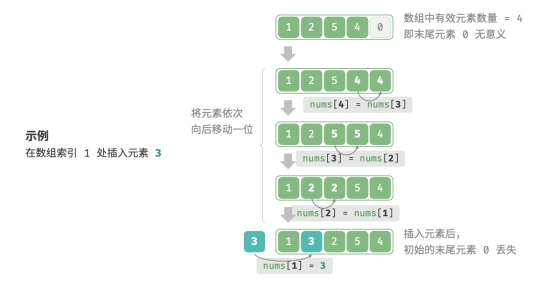 1 2 5 4 0
数组中有效元素数量 = 4
即末尾元素 0 无意义
1 2 5 4 4
nums[4] = nums[3]
将元素依次
向后移动一位
1 2 5 5 4
nums[3] = nums[2]
示例
在数组索引 1 处插入元素 3
1 2 2 5 4
nums[2] = nums[1]
3 1 3 2 5 4
插入元素后，
初始的末尾元素 0 丢失
nums[1] = 3